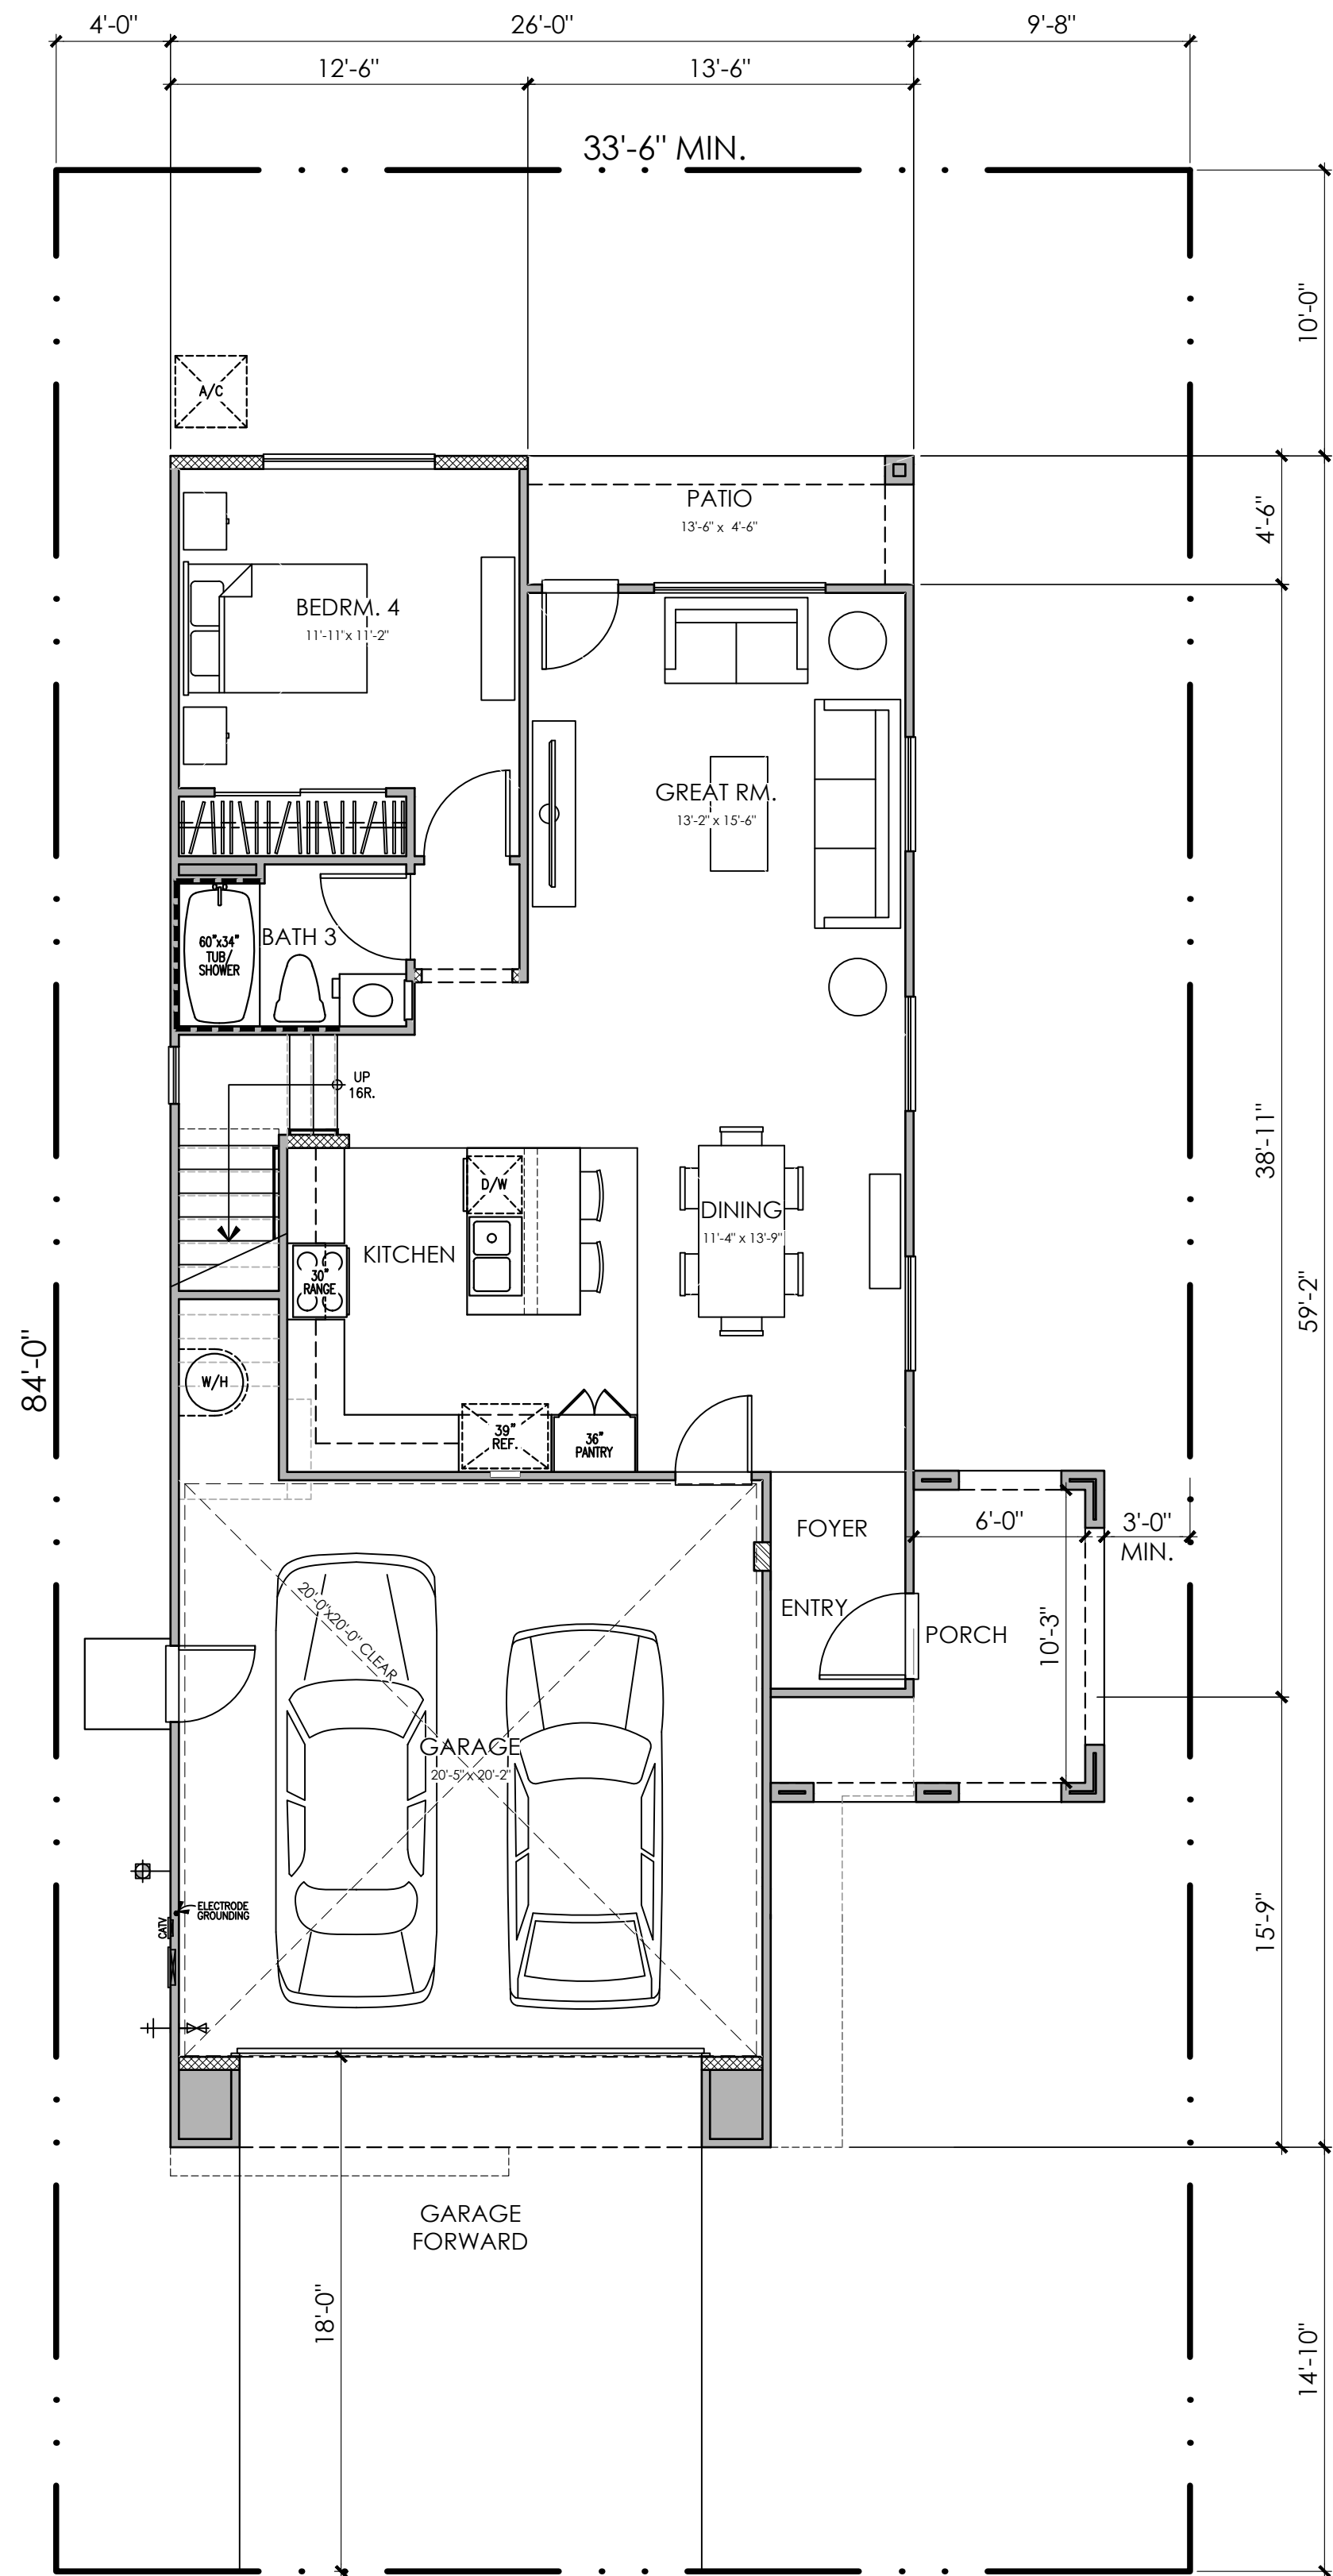 4'-0"
26'-0"
9'-8"
12'-6"
13'-6"
33'-6" MIN.
10'-0"
A/C
PATIO
13'-6" x 4'-6"
4'-6"
BEDRM. 4
11'-11" x 11'-2"
GREAT RM.
13'-2" x 15'-6"
BATH 3
60"x34"
TUB/
SHOWER
UP
16R.
38'-11"
D/W
DINING
11'-4" x 13'-9"
KITCHEN
30"
RANGE
59'-2"
84'-0"
W/H
39"
REF.
36"
PANTRY
FOYER
6'-0"
3'-0"
MIN.
20'-0"x20'-0" CLEAR
ENTRY
PORCH
10'-3"
GARAGE
20'-5" x 20'-2"
ELECTRODE
GROUNDING
CATV
15'-9"
GARAGE
FORWARD
18'-0"
14'-10"